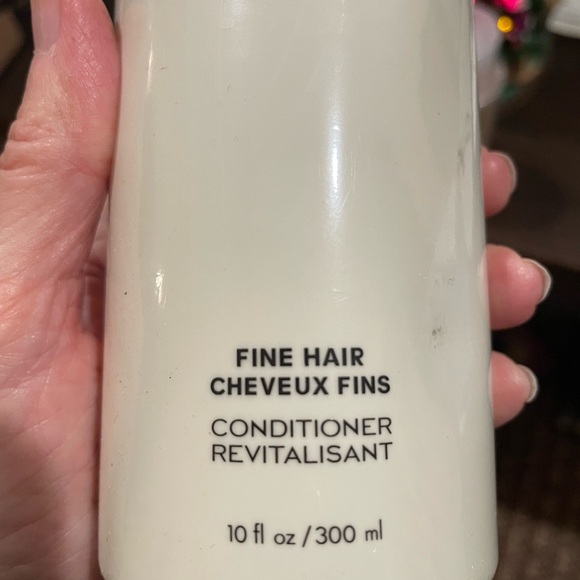 FINE HAIR
CHEVEUX FINS
CONDITIONER
REVITALISANT
10 fl oz / 300 ml